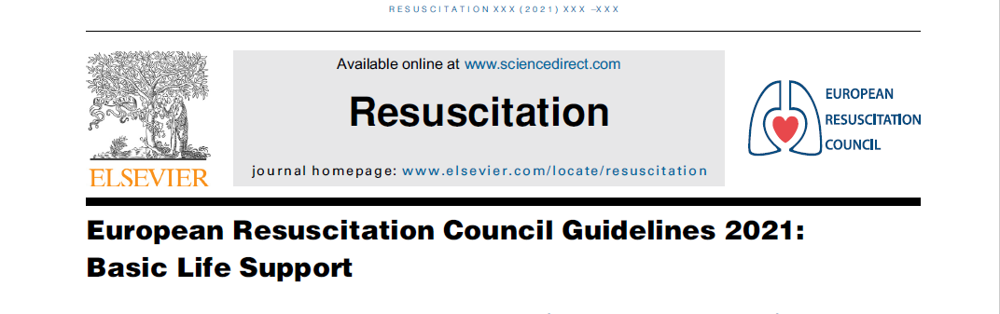 RESUSCITATION XXX (2021) XXX –XXX
Available online at www.sciencedirect.com
Resuscitation
journal homepage: www.elsevier.com/locate/resuscitation
ELSEVIER
EUROPEAN
RESUSCITATION
COUNCIL
European Resuscitation Council Guidelines 2021:
Basic Life Support